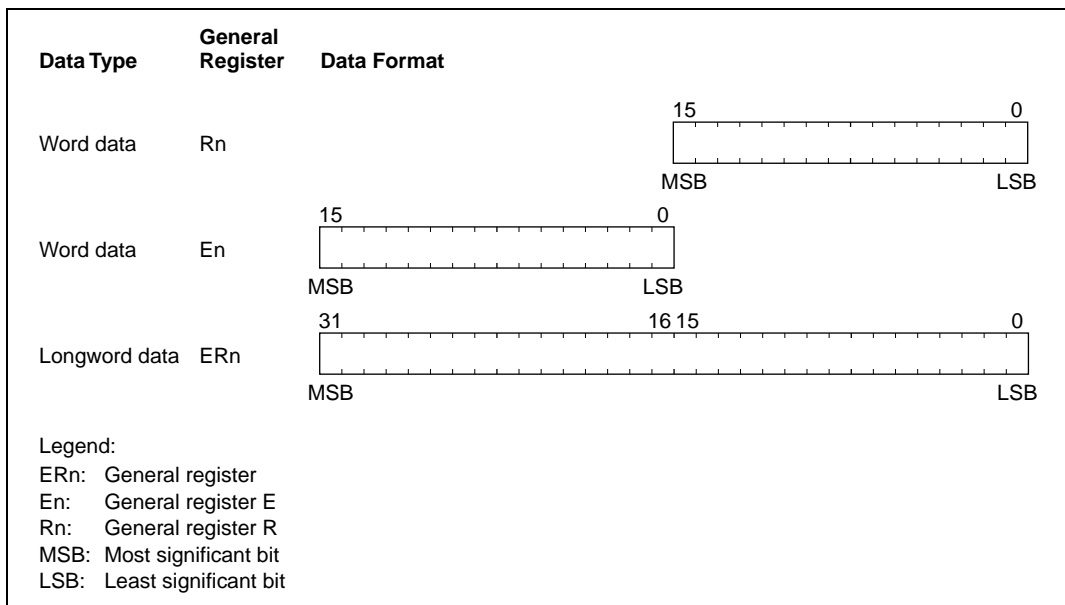 Data Type General Register Data Format
15 0
Word data Rn
MSB LSB
15 0
Word data En
MSB LSB
31 16 15 0
Longword data ERn
MSB LSB
Legend:
ERn: General register
En: General register E
Rn: General register R
MSB: Most significant bit
LSB: Least significant bit